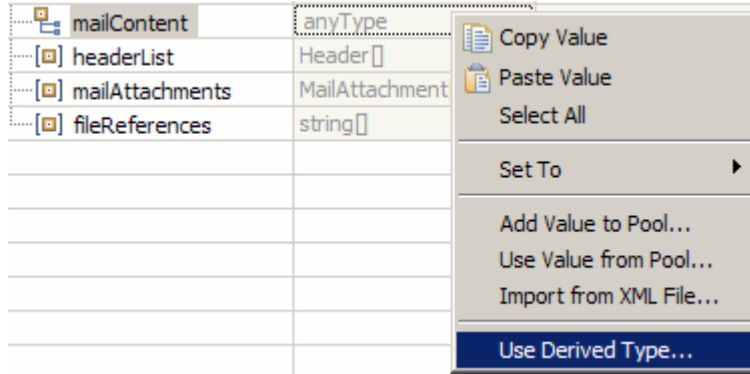 mailContent anyType
headerList Header[]
mailAttachments MailAttachment
fileReferences string[]
Copy Value
Paste Value
Select All
Set To
Add Value to Pool...
Use Value from Pool...
Import from XML File...
Use Derived Type...